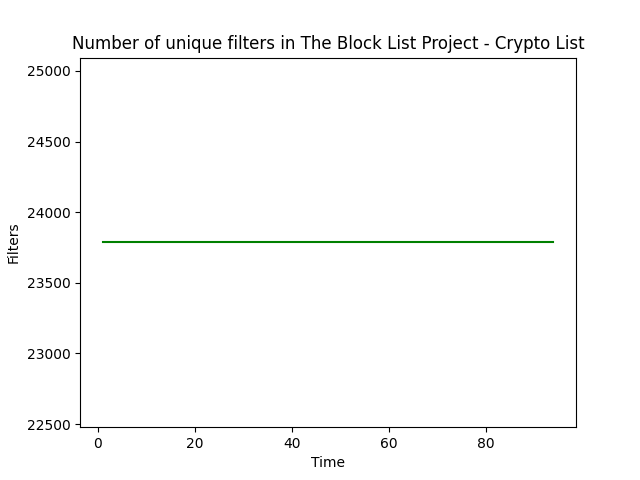 Number of unique filters in The Block List Project - Crypto List
25000
24500
24000
23500
23000
22500
Filters
0 20 40 60 80
Time